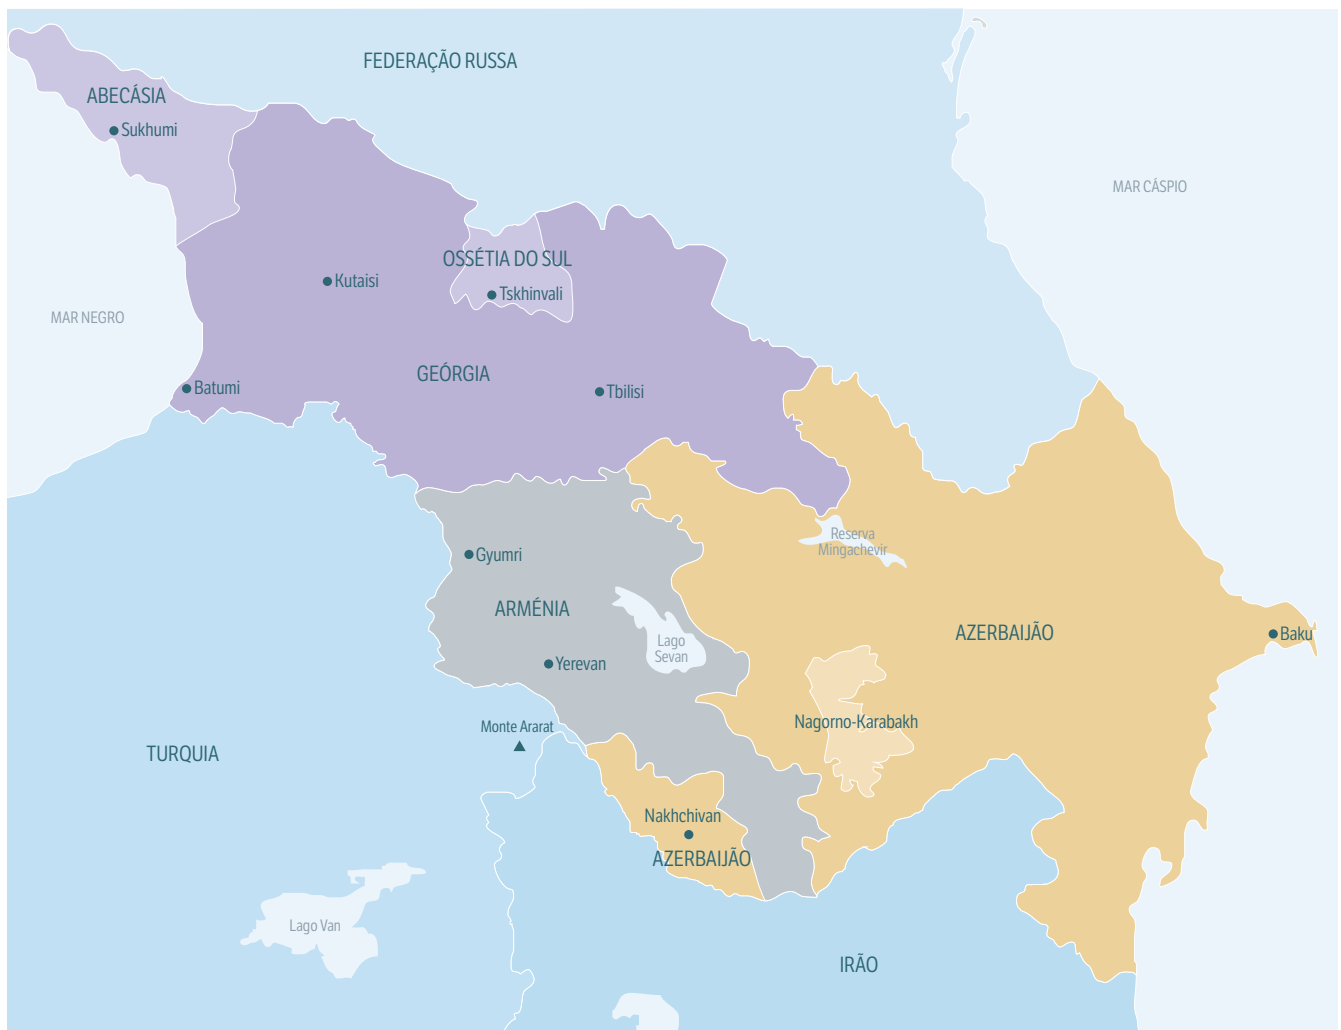 FEDERAÇÃO RUSSA
ABECÁSIA
Sukhumi
MAR CÁSPIO
OSSÉTIA DO SUL
Kutaisi
Tskhinvali
MAR NEGRO
GEÓRGIA
Batumi
Tbilisi
Reserva
Mingachevir
Gyumri
ARMÉNIA
AZERBAIJÃO
Baku
Lago
Sevan
Yerevan
Nagorno-Karabakh
Monte Ararat
TURQUIA
Nakhchivan
AZERBAIJÃO
Lago Van
IRÃO